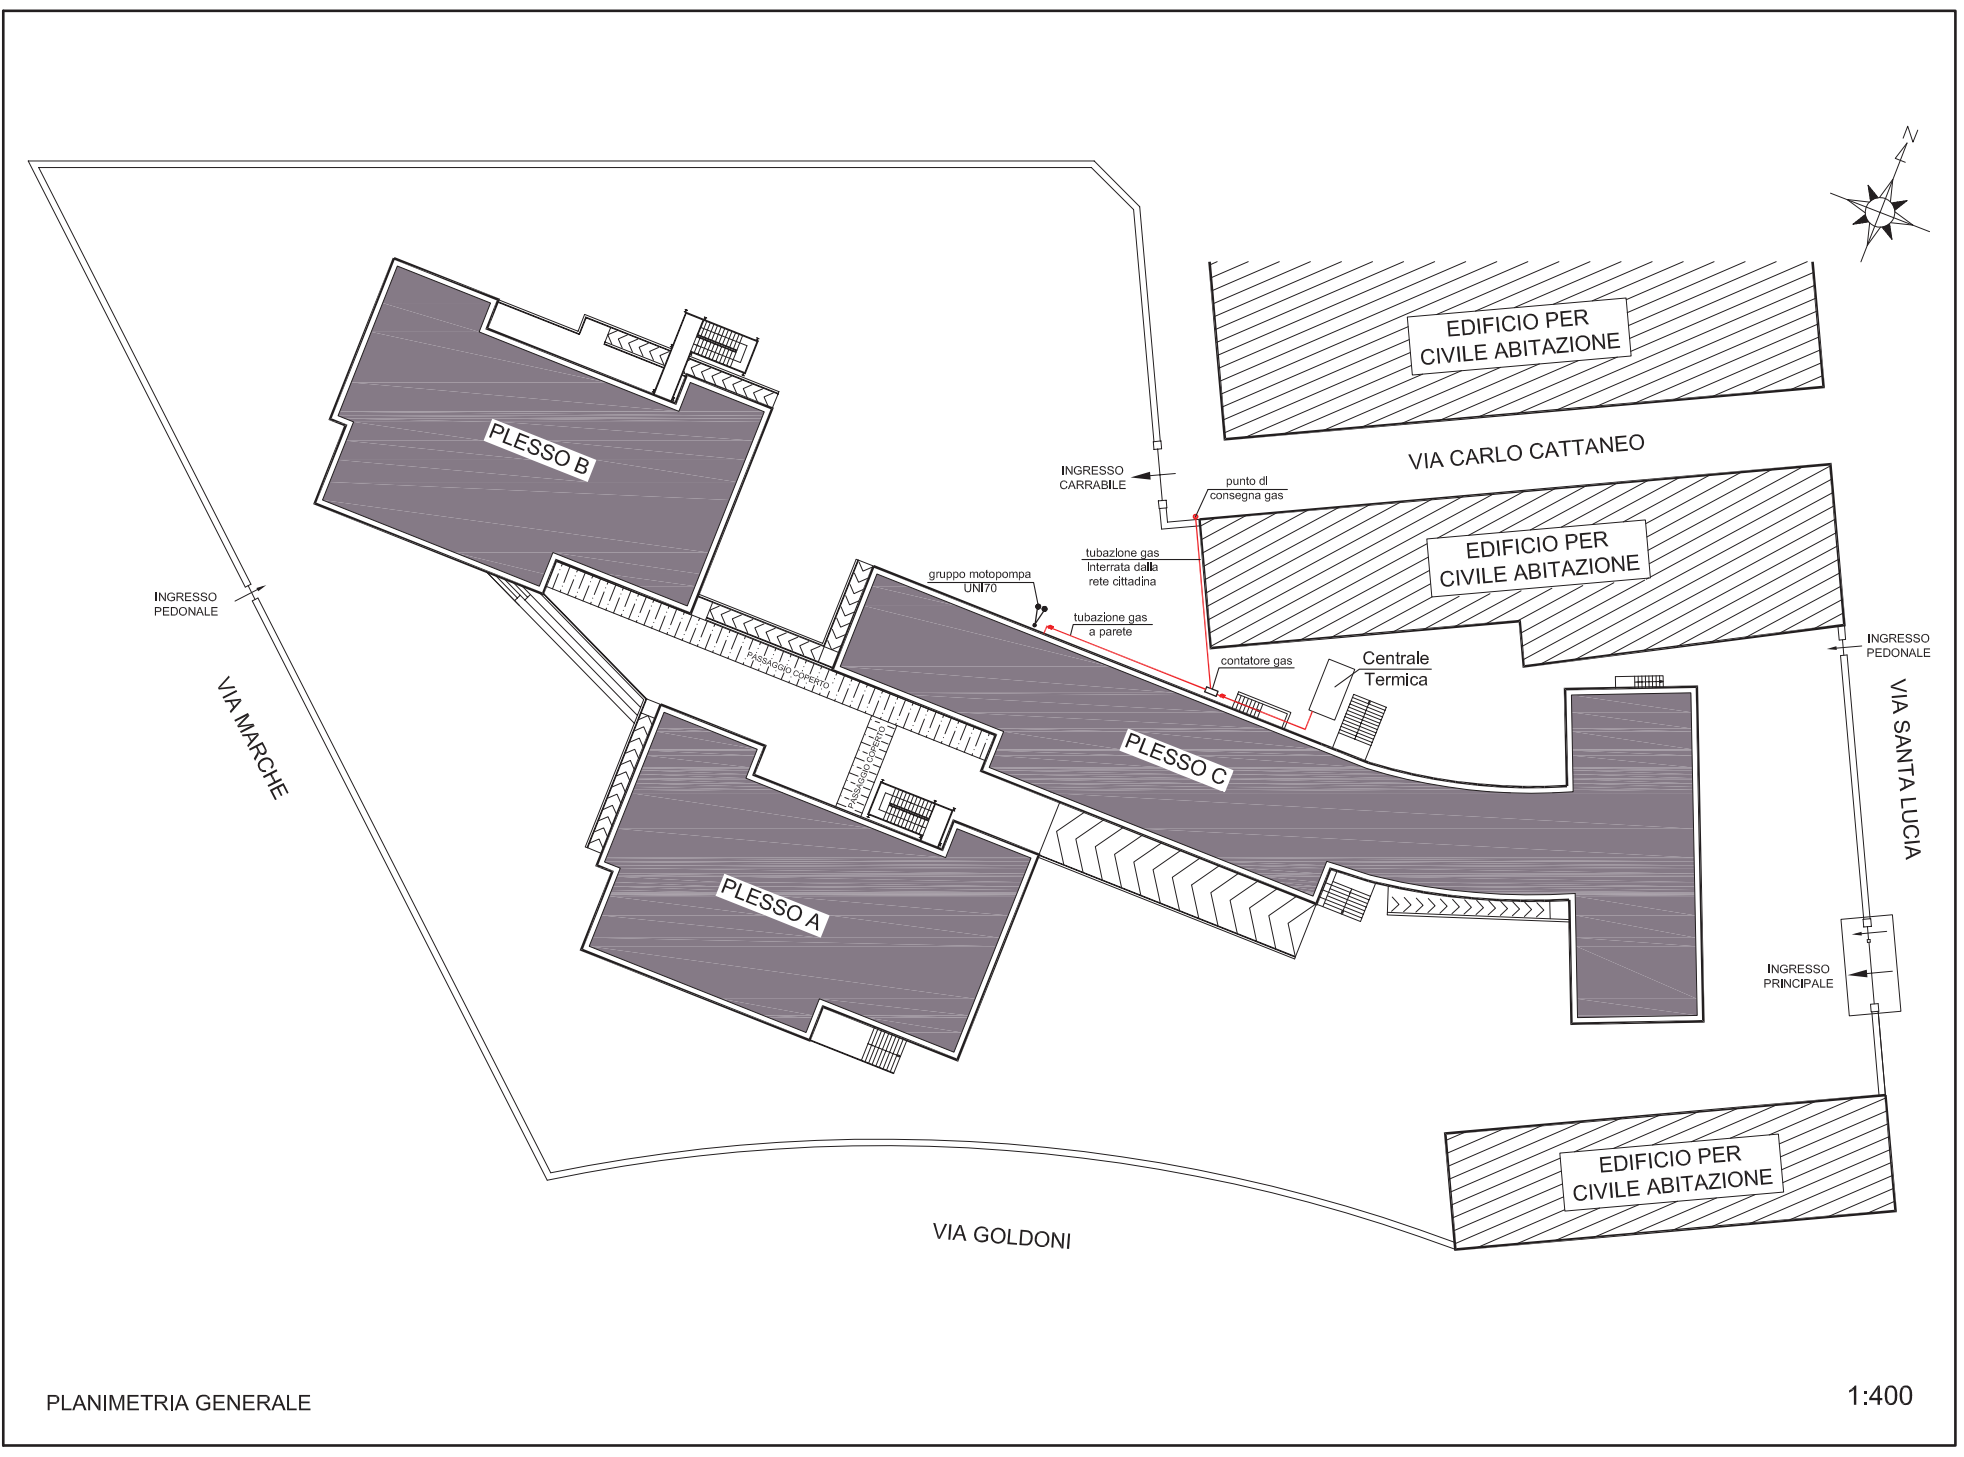 N
EDIFICIO PER
CIVILE ABITAZIONE
VIA CARLO CATTANEO
PLESSO B
INGRESSO
CARRABILE
punto di
consegna gas
EDIFICIO PER
CIVILE ABITAZIONE
tubazione gas
Interrata dalla
rete cittadina
gruppo motopompa
UNI70
INGRESSO
PEDONALE
tubazione gas
a parete
INGRESSO
PEDONALE
PASSAGGIO COPERTO
contatore gas
Centrale
Termica
VIA MARCHE
VIA SANTA LUCIA
PLESSO C
PASSAGGIO COPERTO
PLESSO A
INGRESSO
PRINCIPALE
EDIFICIO PER
CIVILE ABITAZIONE
VIA GOLDONI
PLANIMETRIA GENERALE
1:400